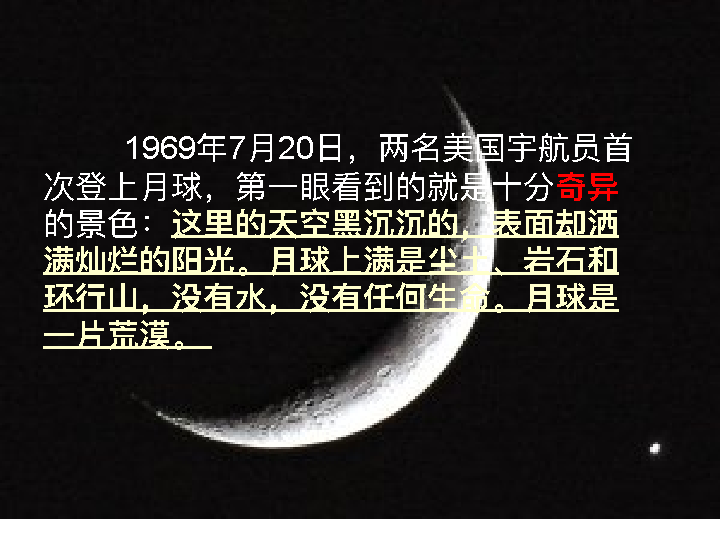 1969年7月20日，两名美国宇航员首
次登上月球，第一眼看到的就是十分奇异
的景色：这里的天空黑沉沉的，表面却洒
满灿烂的阳光。月球上满是尘土、岩石和
环行山，没有水，没有任何生命。月球是
一片荒漠。